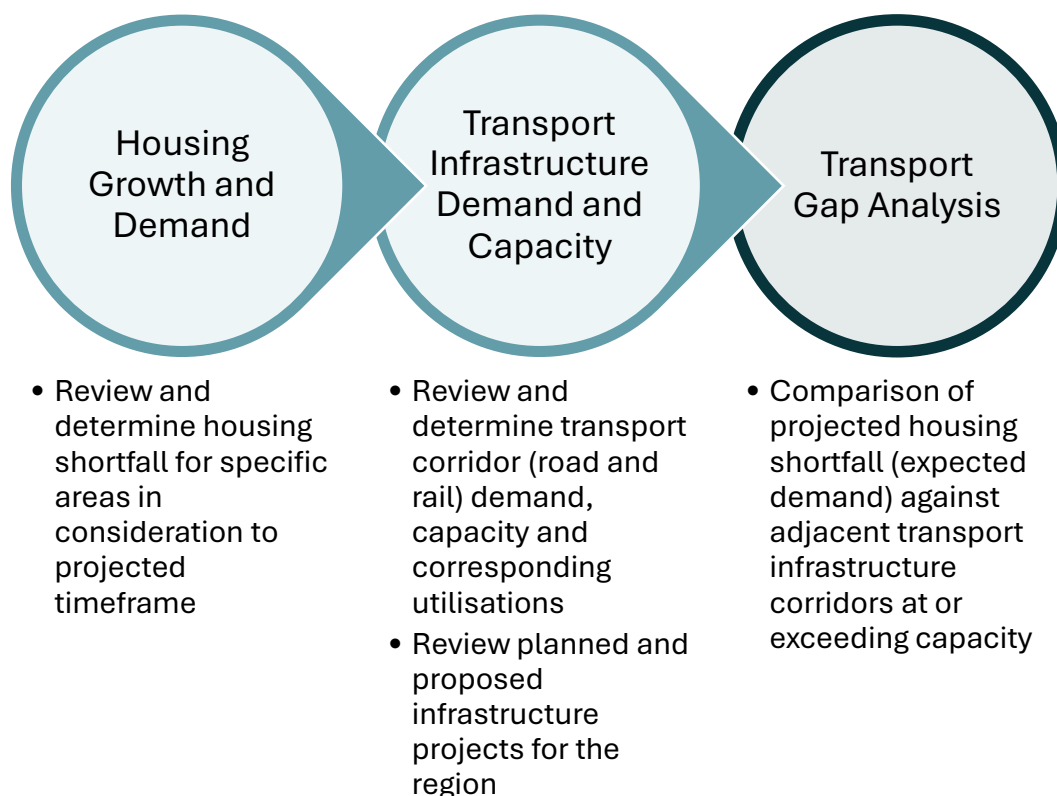 Housing
Growth and
Demand
Transport
Infrastructure
Demand and
Capacity
Transport
Gap Analysis
• Review and
determine housing
shortfall for specific
areas in
consideration to
projected
timeframe
• Review and
determine transport
corridor (road and
rail) demand,
capacity and
corresponding
utilisations
• Review planned and
proposed
infrastructure
projects for the
region
• Comparison of
projected housing
shortfall (expected
demand) against
adjacent transport
infrastructure
corridors at or
exceeding capacity